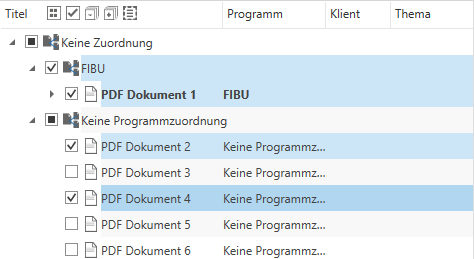 Titel Programm Klient Thema
Keine Zuordnung
FIBU
PDF Dokument 1 FIBU
Keine Programmzuordnung
PDF Dokument 2 Keine Programmz...
PDF Dokument 3 Keine Programmz...
PDF Dokument 4 Keine Programmz...
PDF Dokument 5 Keine Programmz...
PDF Dokument 6 Keine Programmz...